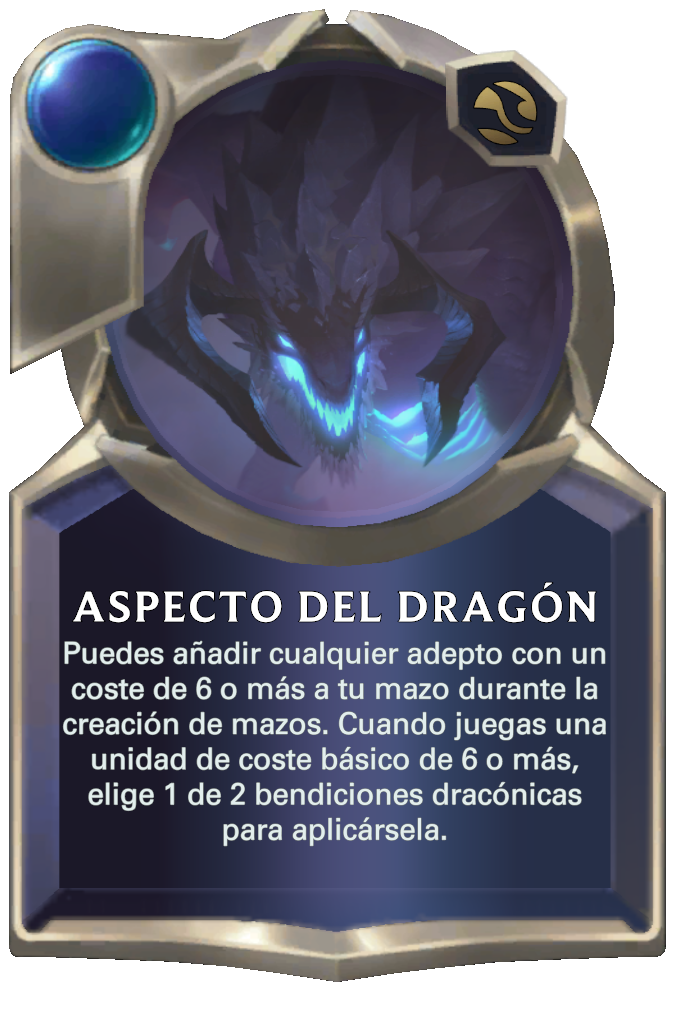 ASPECTO DEL DRAGÓN
Puedes añadir cualquier adepto con un
coste de 6 o más a tu mazo durante la
creación de mazos. Cuando juegas una
unidad de coste básico de 6 o más,
elige 1 de 2 bendiciones dracónicas
para aplicársela.